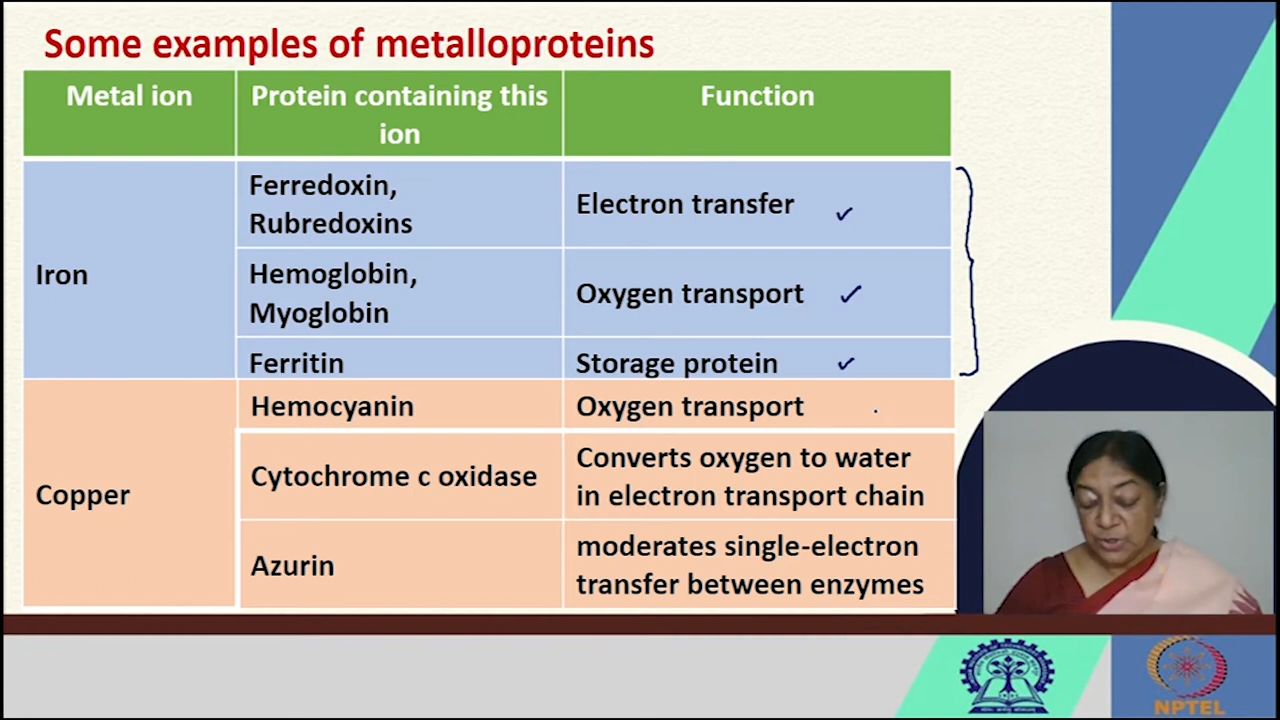 Some examples of metalloproteins
Metal ion
Protein containing this
ion
Function
Iron
Ferredoxin,
Rubredoxins
Electron transfer
Hemoglobin,
Myoglobin
Oxygen transport
Ferritin
Storage protein
Copper
Hemocyanin
Oxygen transport
Cytochrome c oxidase
Converts oxygen to water
in electron transport chain
Azurin
moderates single-electron
transfer between enzymes
NPTEL